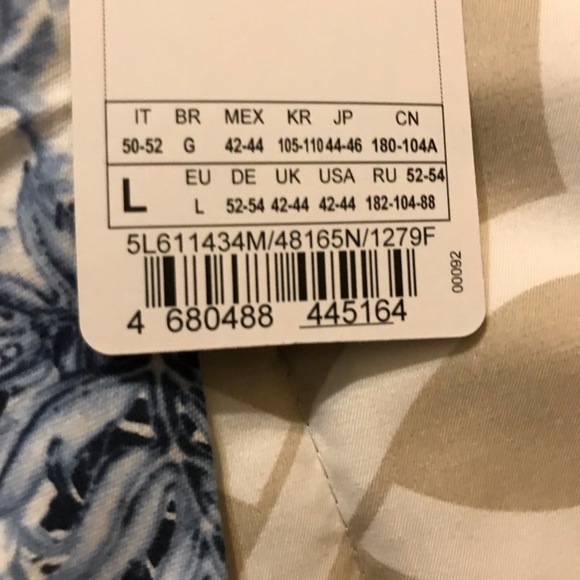 IT BR MEX KR JP CN
50-52 G 42-44 105-110 44-46 180-104A
L EU DE UK USA RU 52-54
L 52-54 42-44 42-44 182-104-88
5L611434M/48165N/1279F
00092
4 680488 445164